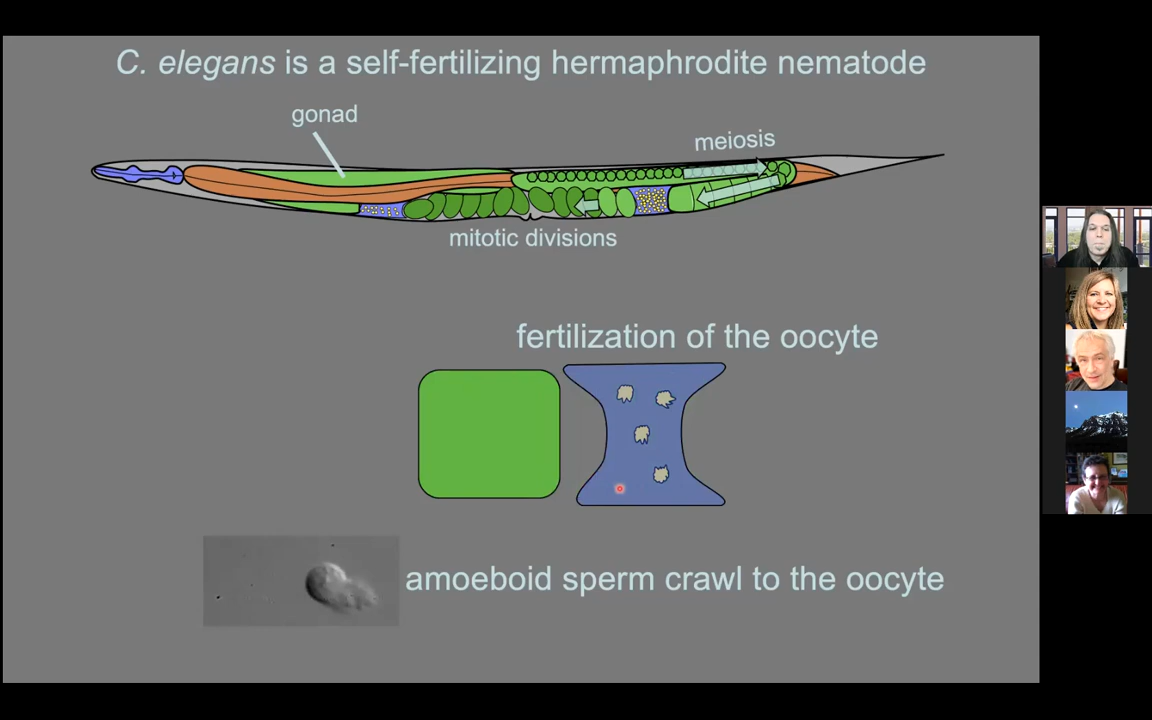 C. elegans is a self-fertilizing hermaphrodite nematode
gonad
meiosis
mitotic divisions
fertilization of the oocyte
amoeboid sperm crawl to the oocyte